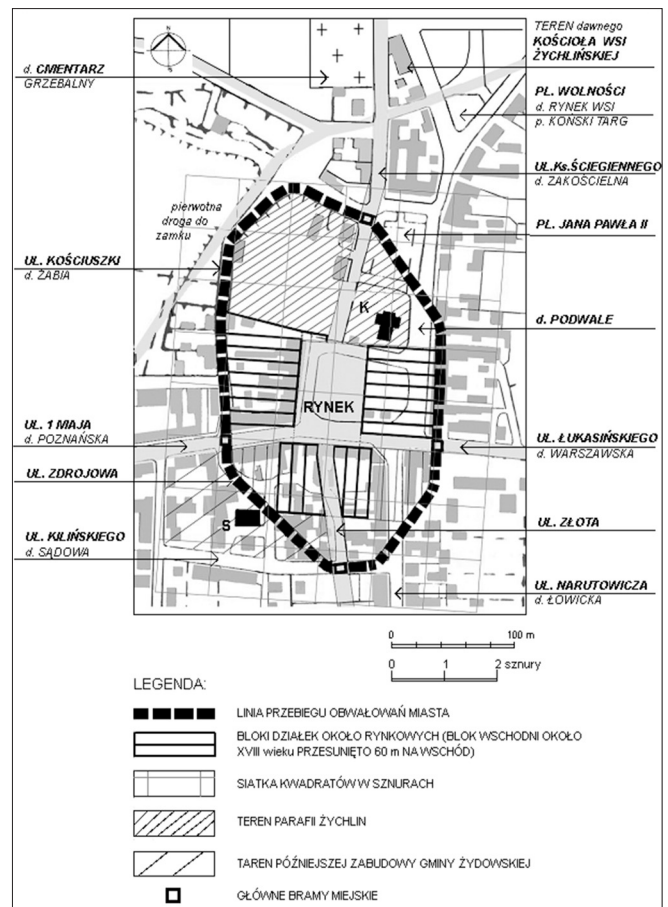 N
S
d. CMENTARZ
GRZEBALNY
TEREN dawnego
KOŚCIOŁA WSI
ŻYCHLIŃSKIEJ
PL. WOLNOŚCI
d. RYNEK WSI
p. KOŃSKI TARG
UL.Ks.ŚCIEGIENNEGO
d. ZAKOŚCIELNA
pierwotna
droga do
zamku
PL. JANA PAWŁA II
UL. KOŚCIUSZKI
d. ŻABIA
K
d. PODWALE
RYNEK
UL. 1 MAJA
d. POZNAŃSKA
UL. ŁUKASIŃSKIEGO
d. WARSZAWSKA
UL. ZDROJOWA
S
UL. ZŁOTA
UL. KILIŃSKIEGO
d. SĄDOWA
UL. NARUTOWICZA
d. ŁOWICKA
0 100 m
0 1 2 sznury
LEGENDA:
LINIA PRZEBIEGU OBWAŁOWAŃ MIASTA
BLOKI DZIAŁEK OKOŁO RYNKOWYCH (BLOK WSCHODNI OKOŁO
XVIII wieku PRZESUNIĘTO 60 m NA WSCHÓD)
SIATKA KWADRATÓW W SZNURACH
TEREN PARAFII ŻYCHLIN
TAREN PÓŹNIEJSZEJ ZABUDOWY GMINY ŻYDOWSKIEJ
GŁÓWNE BRAMY MIEJSKIE